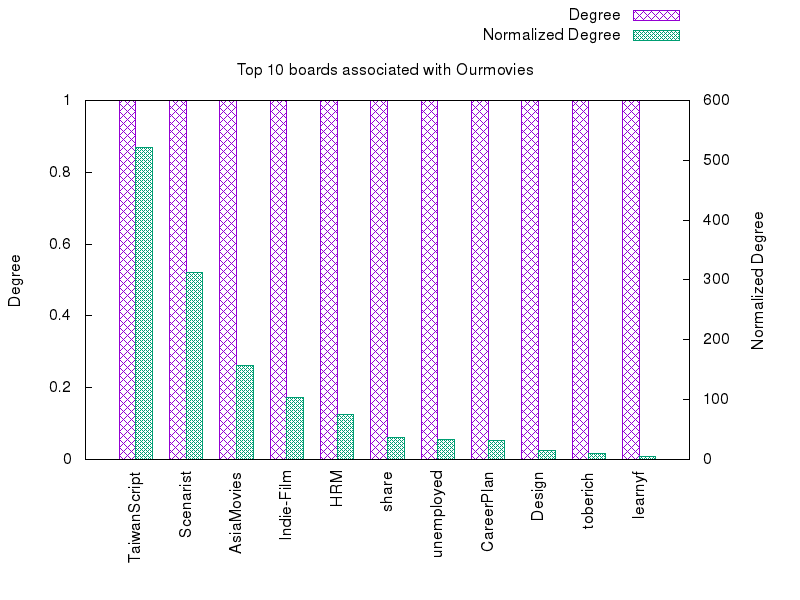 Degree
Normalized Degree
Top 10 boards associated with Ourmovies
1
0.8
0.6
0.4
0.2
0
Degree
600
500
400
300
200
100
0
Normalized Degree
TaiwanScript
Scenarist
AsiaMovies
Indie-Film
HRM
share
unemployed
CareerPlan
Design
toberich
learnyf